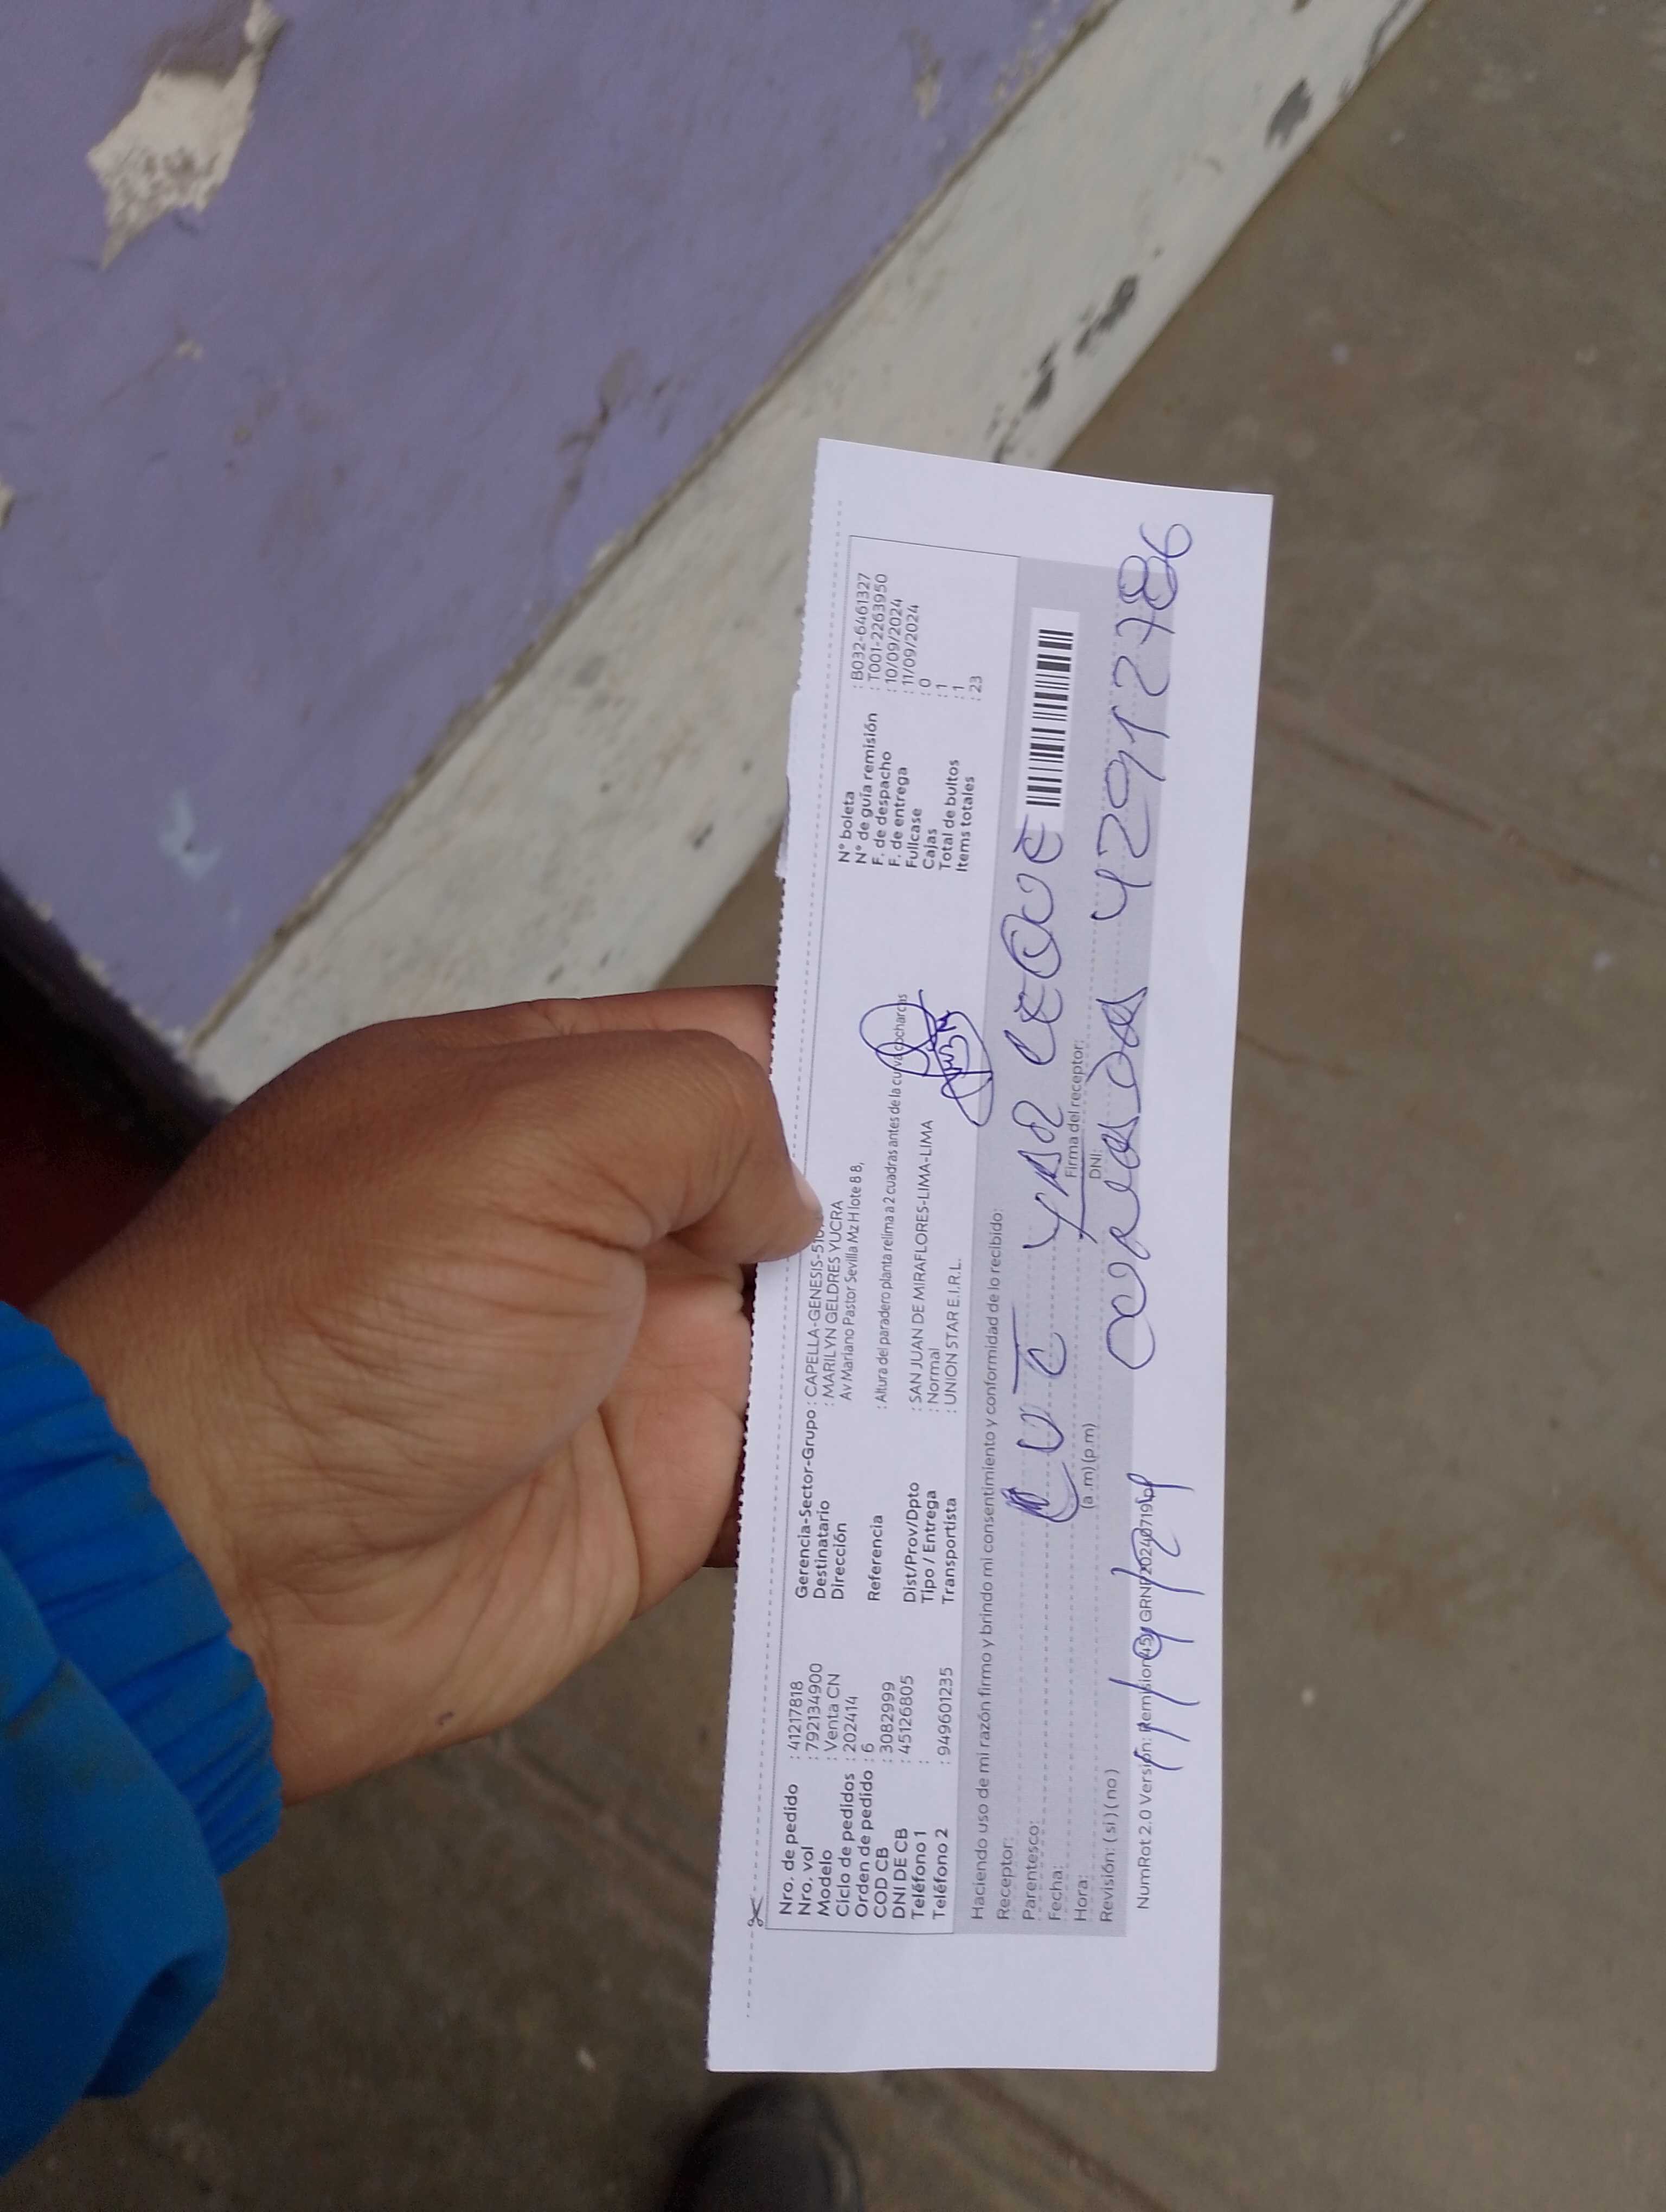 Nro. de pedido : 41217818
Nro. vol : 792134900
Modelo : Venta CN
Ciclo de pedidos : 202414
Orden de pedido : 6
COD CB : 3082999
DNI DE CB : 45126805
Teléfono 1 :
Teléfono 2 : 949601235
Gerencia-Sector-Grupo : CAPELLA-GENESIS-
Destinatario : MARILYN GELDRES YUCRA
Dirección Av Mariano Pastor Sevilla Mz H lote 8 8,
Referencia : Altura del paradero planta relima a 2 cuadras antes de la curva cocharcas
Dist/Prov/Dpto : SAN JUAN DE MIRAFLORES-LIMA-LIMA
Tipo / Entrega : Normal
Transportista : UNION STAR E.I.R.L.
N° boleta : B032-6461327
N° de guía remisión : T001-2263950
F. de despacho : 10/09/2024
F. de entrega : 11/09/2024
Fullcase : 0
Cajas : 1
Total de bultos : 1
Items totales : 23
Haciendo uso de mi razón firmo y brindo mi consentimiento y conformidad de lo recibido:
Receptor:
Parentesco:
Fecha:
Hora: (a.m) (p.m)
Revisión: ( si ) ( no )
Firma del receptor:
DNI:
42912786
NumRot 2.0 Versión: Remision